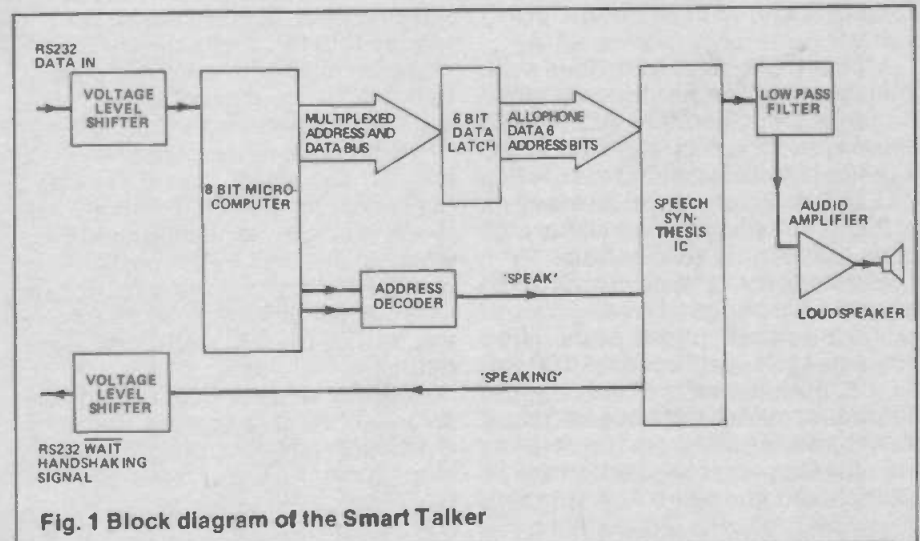 RS232
DATA IN
VOLTAGE
LEVEL
SHIFTER
8 BIT MICRO-
COMPUTER
MULTIPLEXED
ADDRESS AND
DATA BUS
6 BIT
DATA
LATCH
ALLOPHONE
DATA 6
ADDRESS BITS
SPEECH
SYN-
THESIS
IC
LOW PASS
FILTER
AUDIO
AMPLIFIER
LOUDSPEAKER
ADDRESS
DECODER
'SPEAK'
'SPEAKING'
VOLTAGE
LEVEL
SHIFTER
RS232 WAIT
HANDSHAKING
SIGNAL
Fig. 1 Block diagram of the Smart Talker